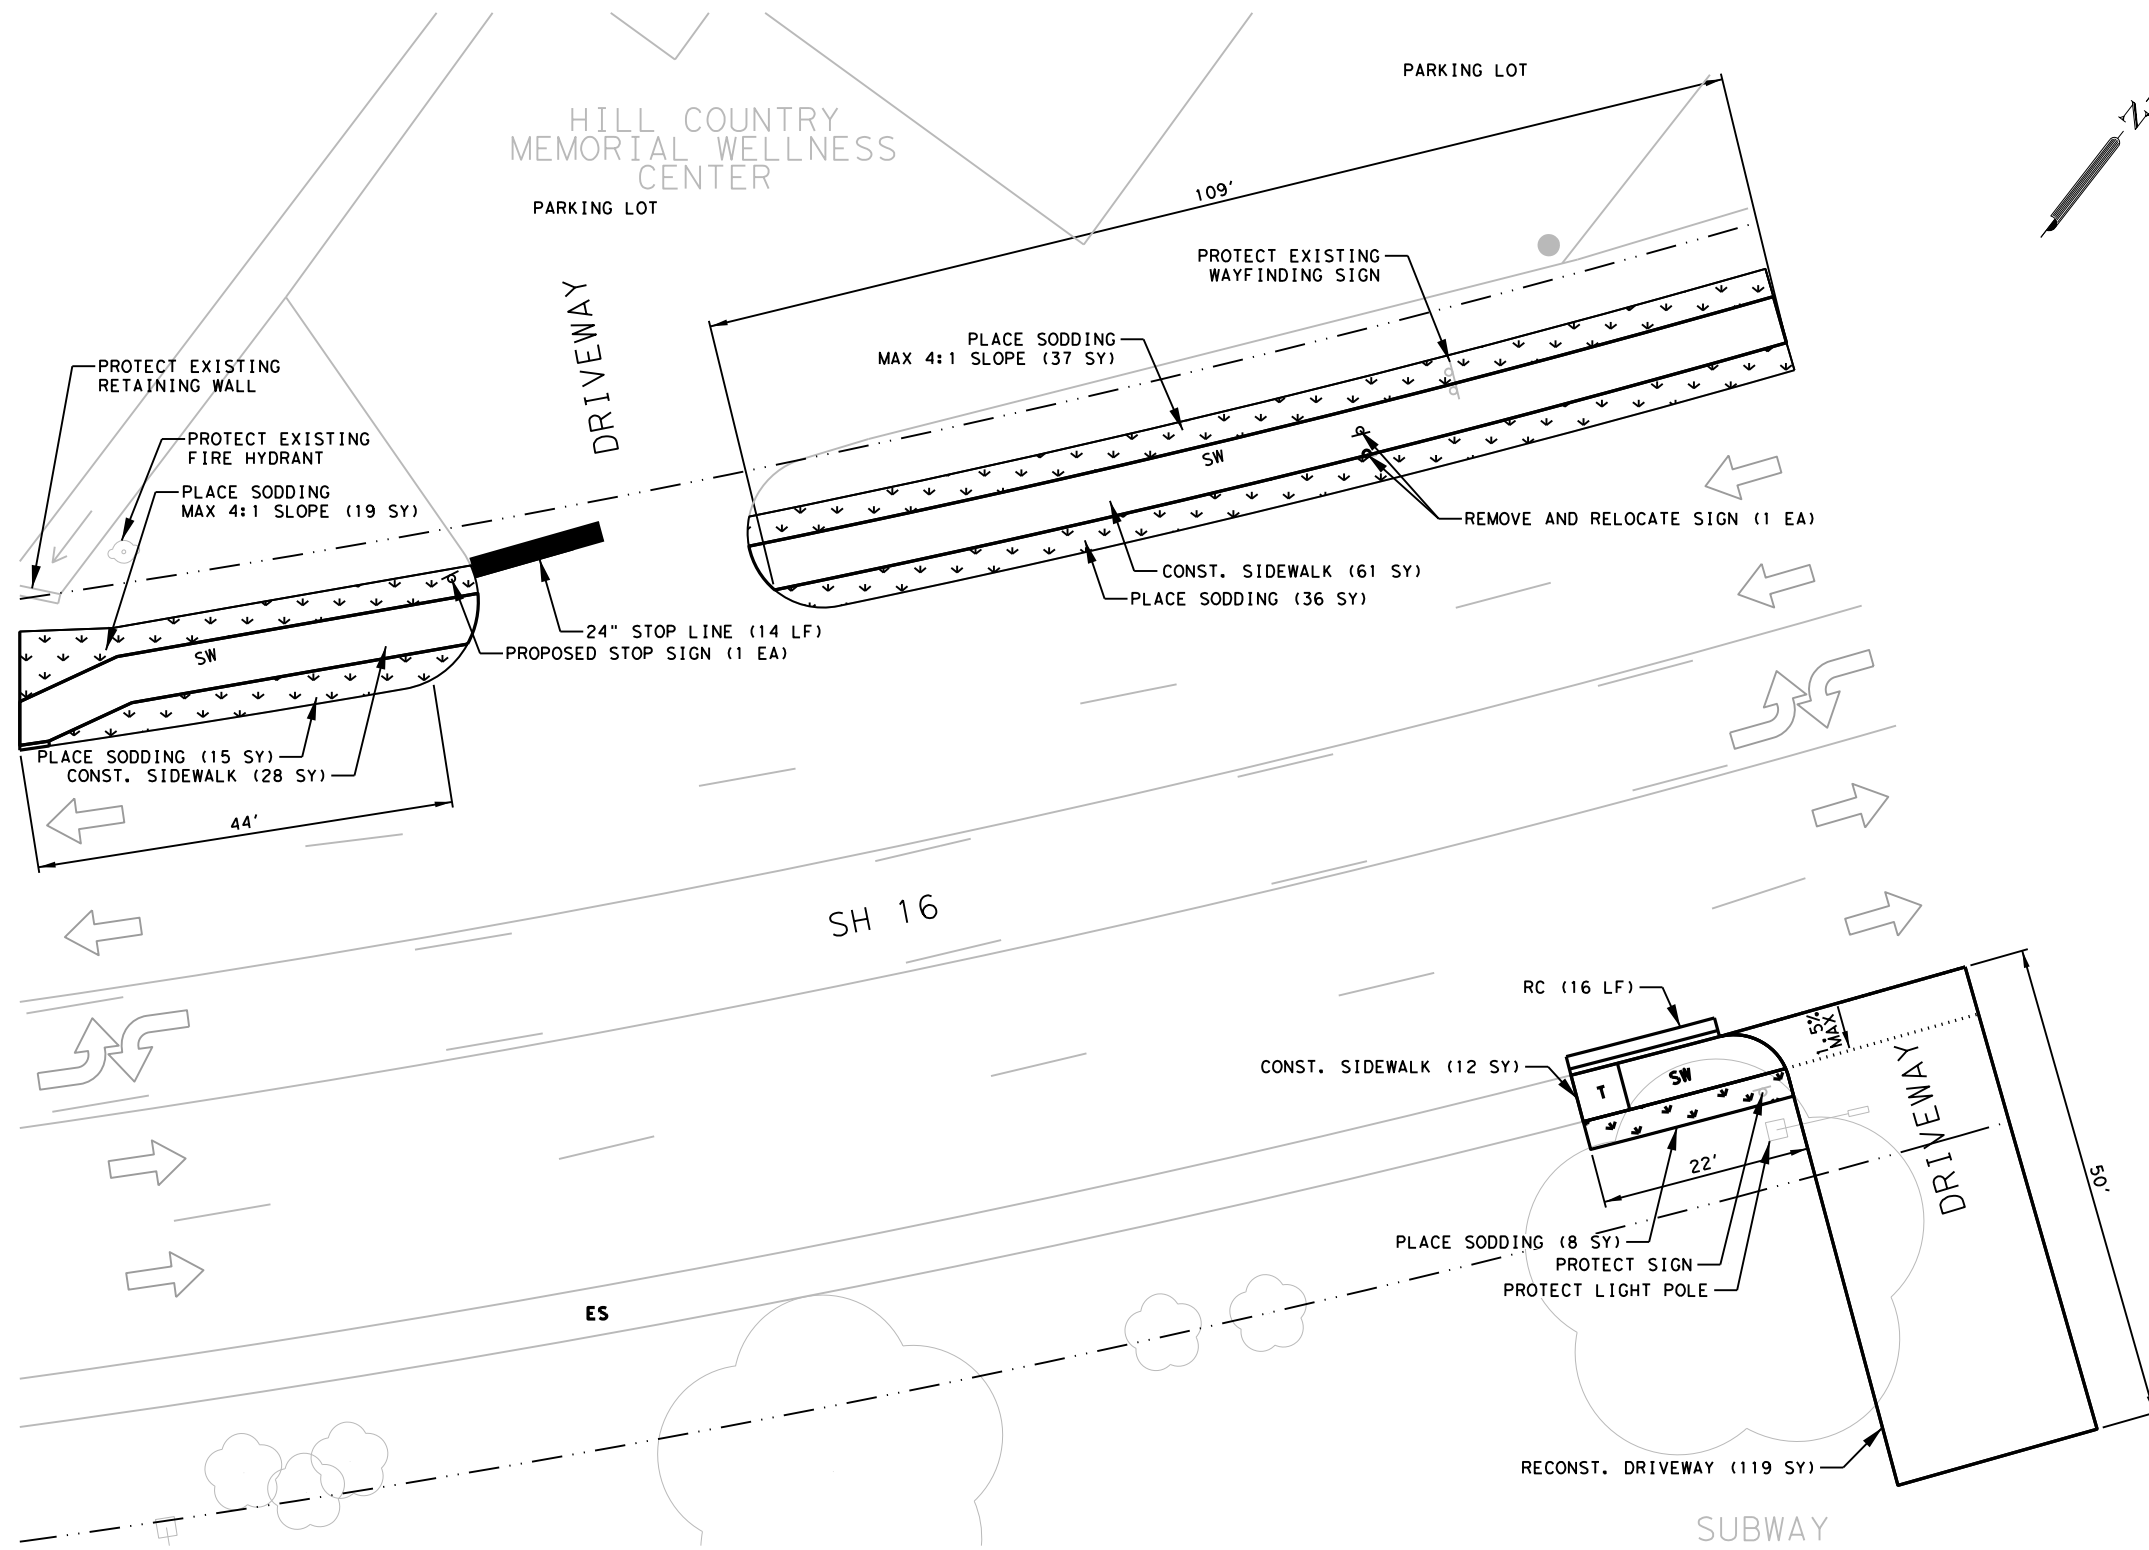 PARKING LOT
HILL COUNTRY
MEMORIAL WELLNESS
CENTER
PARKING LOT
N
109'
PROTECT EXISTING
WAYFINDING SIGN
DRIVEWAY
PLACE SODDING
MAX 4:1 SLOPE (37 SY)
PROTECT EXISTING
RETAINING WALL
PROTECT EXISTING
FIRE HYDRANT
PLACE SODDING
MAX 4:1 SLOPE (19 SY)
SW
REMOVE AND RELOCATE SIGN (1 EA)
CONST. SIDEWALK (61 SY)
PLACE SODDING (36 SY)
24" STOP LINE (14 LF)
PROPOSED STOP SIGN (1 EA)
SW
PLACE SODDING (15 SY)
CONST. SIDEWALK (28 SY)
44'
SH 16
RC (16 LF)
1.5%
MAX
CONST. SIDEWALK (12 SY)
T
SW
DRIVEWAY
22'
50'
PLACE SODDING (8 SY)
PROTECT SIGN
PROTECT LIGHT POLE
ES
RECONST. DRIVEWAY (119 SY)
SUBWAY